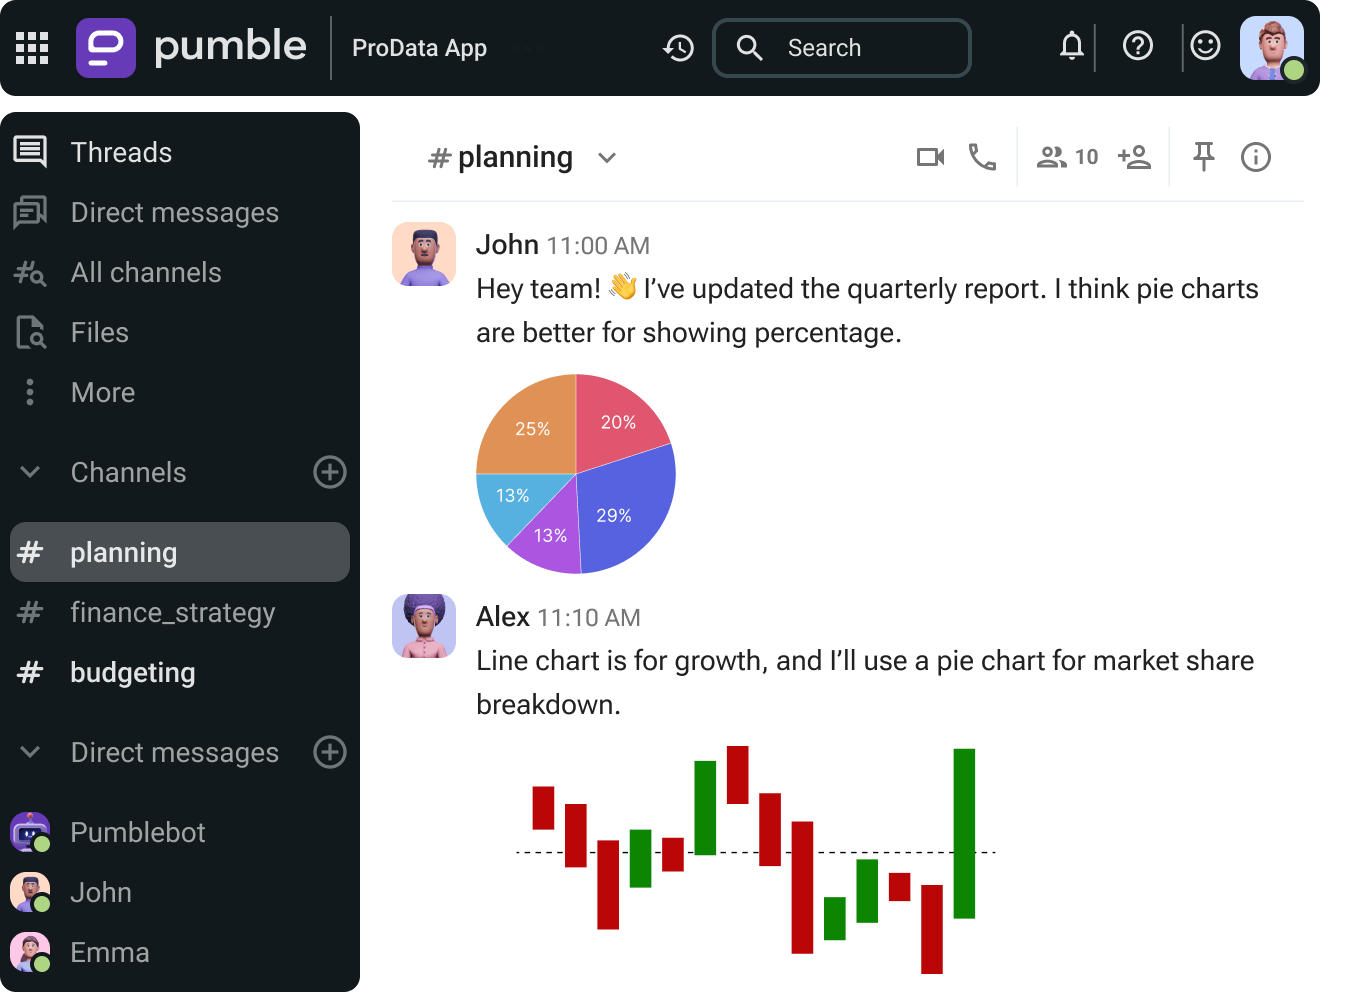 pumble
ProData App
Search
Threads
Direct messages
All channels
Files
More
Channels
# planning
# finance_strategy
# budgeting
Direct messages
Pumblebot
John
Emma
# planning
10
John 11:00 AM
Hey team! 👋 I’ve updated the quarterly report. I think pie charts
are better for showing percentage.
25%
20%
13%
29%
13%
Alex 11:10 AM
Line chart is for growth, and I’ll use a pie chart for market share
breakdown.